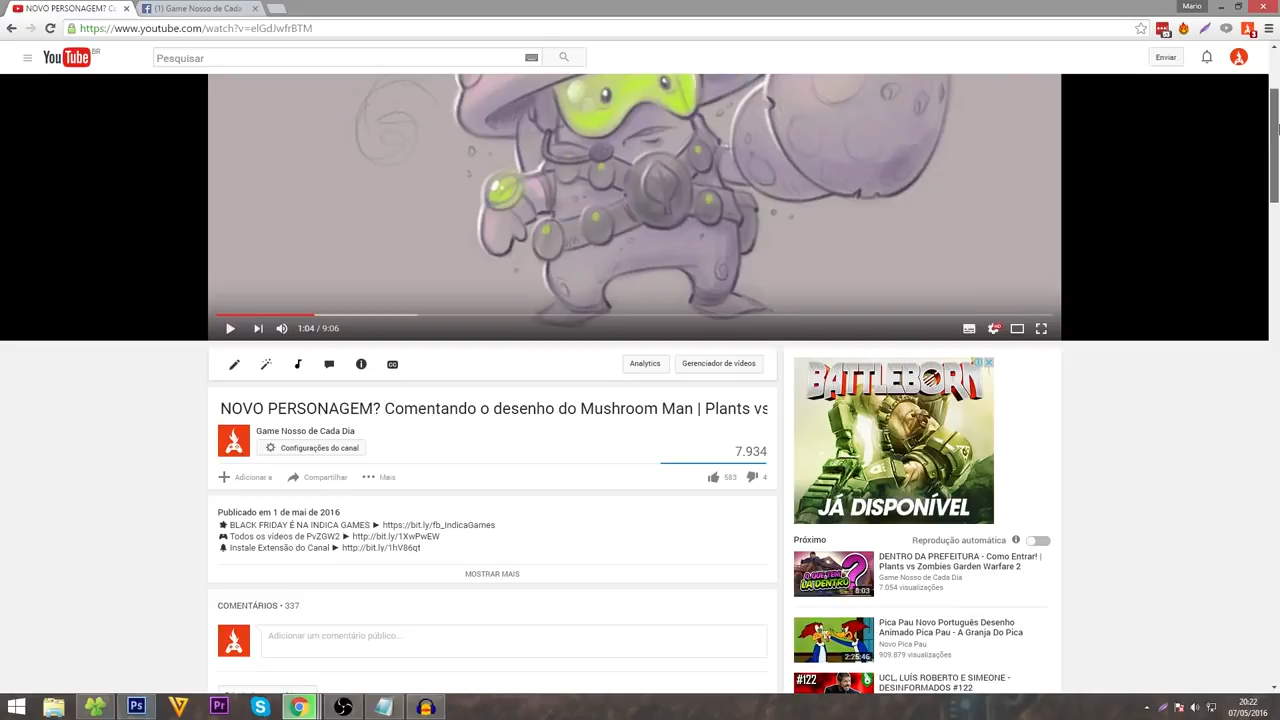 NOVO PERSONAGEM? Co
(1) Game Nosso de Cada
Mario
https://www.youtube.com/watch?v=elGdJwfrBTM
YouTube BR
Pesquisar
Enviar
1:04 / 9:06
Analytics
Gerenciador de vídeos
NOVO PERSONAGEM? Comentando o desenho do Mushroom Man | Plants vs
Game Nosso de Cada Dia
Configurações do canal
7.934
Adicionar a
Compartilhar
Mais
583
4
Publicado em 1 de mai de 2016
BLACK FRIDAY É NA INDICA GAMES ► https://bit.ly/fb_IndicaGames
Todos os vídeos de PvZGW2 ► http://bit.ly/1XwPwEW
Instale Extensão do Canal ► http://bit.ly/1hV86qt
MOSTRAR MAIS
COMENTÁRIOS • 337
Adicionar um comentário público...
BATTLEBORN
JÁ DISPONÍVEL
Próximo
Reprodução automática
O QUE TEM LÁ DENTRO?
8:03
DENTRO DA PREFEITURA - Como Entrar! |
Plants vs Zombies Garden Warfare 2
Game Nosso de Cada Dia
7.054 visualizações
2:25:46
Pica Pau Novo Português Desenho
Animado Pica Pau - A Granja Do Pica
Novo Pica Pau
909.879 visualizações
#122
UCL, LUÍS ROBERTO E SIMEONE -
DESINFORMADOS #122
20:22
07/05/2016